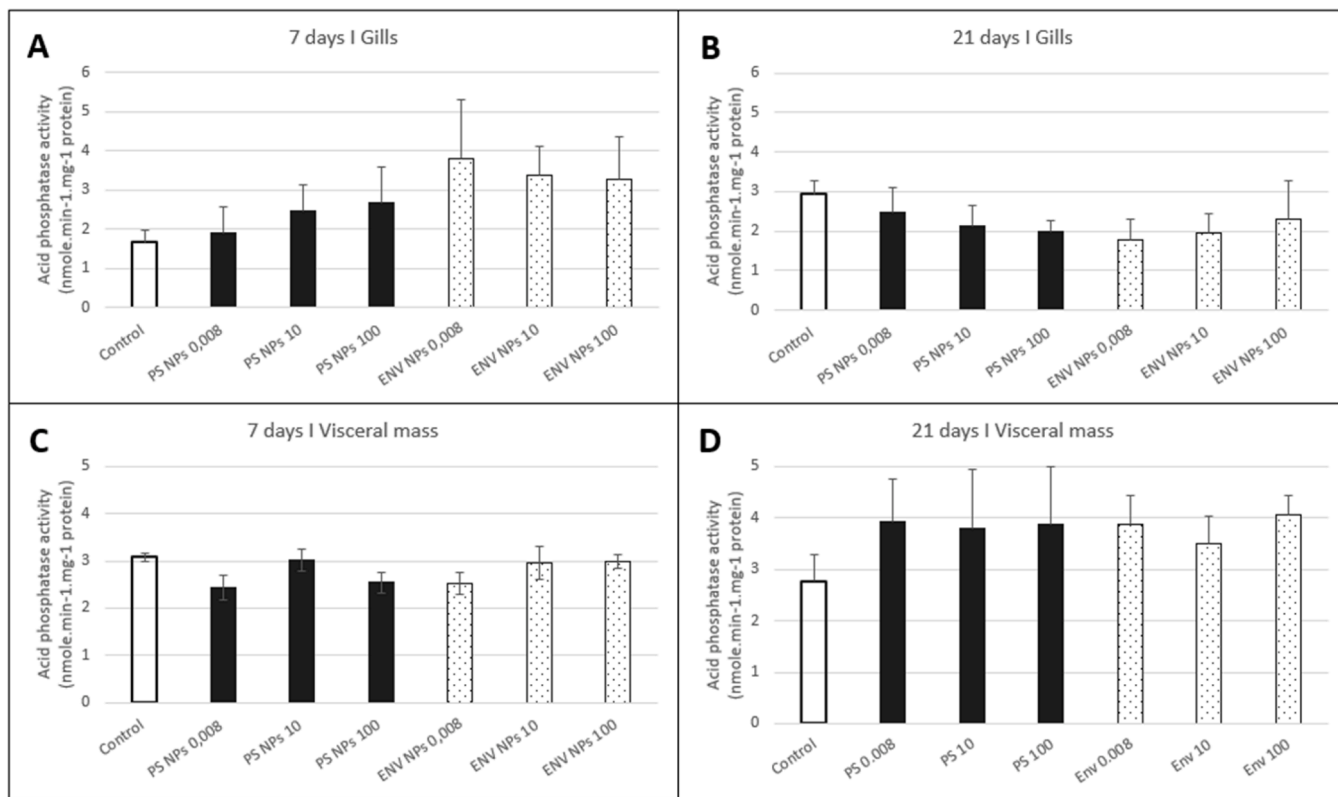 A
7 days I Gills
Acid phosphatase activity
(nmole.min-1.mg-1 protein)
6
5
4
3
2
1
0
Control
PS NPs 0,008
PS NPs 10
PS NPs 100
ENV NPs 0,008
ENV NPs 10
ENV NPs 100
B
21 days I Gills
Acid phosphatase activity
(nmole.min-1.mg-1 protein)
6
5
4
3
2
1
0
Control
PS NPs 0,008
PS NPs 10
PS NPs 100
ENV NPs 0,008
ENV NPs 10
ENV NPs 100
C
7 days I Visceral mass
Acid phosphatase activity
(nmole.min-1.mg-1 protein)
5
4
3
2
1
0
Control
PS NPs 0,008
PS NPs 10
PS NPs 100
ENV NPs 0,008
ENV NPs 10
ENV NPs 100
D
21 days I Visceral mass
Acid phosphatase activity
(nmole.min-1.mg-1 protein)
5
4
3
2
1
0
Control
PS 0.008
PS 10
PS 100
Env 0.008
Env 10
Env 100